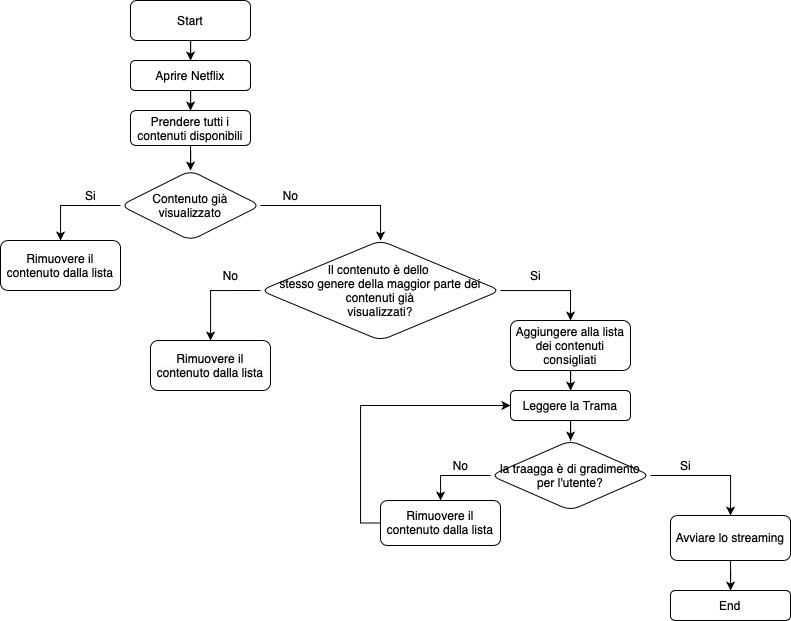 Start
Aprire Netflix
Prendere tutti i
contenuti disponibili
Contenuto già
visualizzato
Si
No
Rimuovere il
contenuto dalla lista
Il contenuto è dello
stesso genere della maggior parte dei
contenuti già
visualizzati?
No
Si
Rimuovere il
contenuto dalla lista
Aggiungere alla lista
dei contenuti
consigliati
Leggere la Trama
la traagga è di gradimento
per l'utente?
No
Si
Rimuovere il
contenuto dalla lista
Avviare lo streaming
End